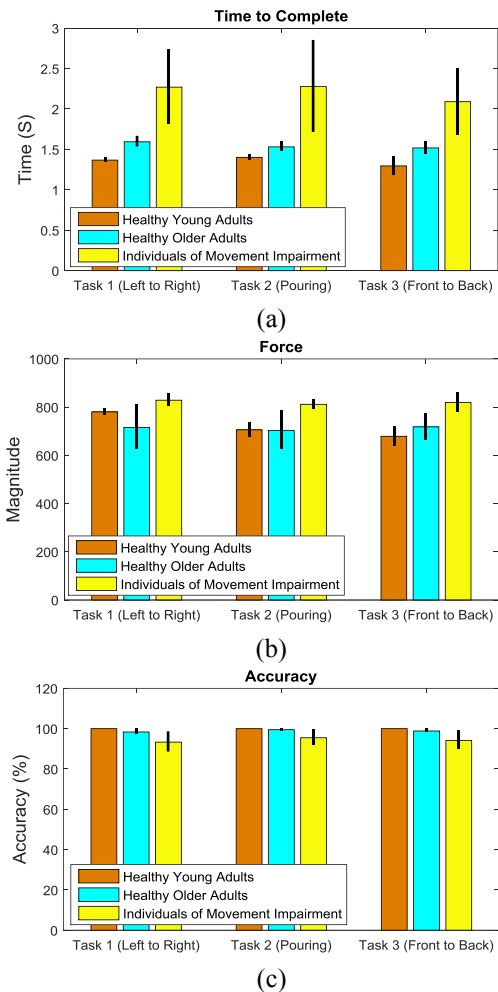 Time to Complete
3
2.5
2
1.5
1
0.5
0
Time (S)
Healthy Young Adults
Healthy Older Adults
Individuals of Movement Impairment
Task 1 (Left to Right) Task 2 (Pouring) Task 3 (Front to Back)
(a)
Force
1000
800
600
400
200
0
Magnitude
Healthy Young Adults
Healthy Older Adults
Individuals of Movement Impairment
Task 1 (Left to Right) Task 2 (Pouring) Task 3 (Front to Back)
(b)
Accuracy
120
100
80
60
40
20
0
Accuracy (%)
Healthy Young Adults
Healthy Older Adults
Individuals of Movement Impairment
Task 1 (Left to Right) Task 2 (Pouring) Task 3 (Front to Back)
(c)